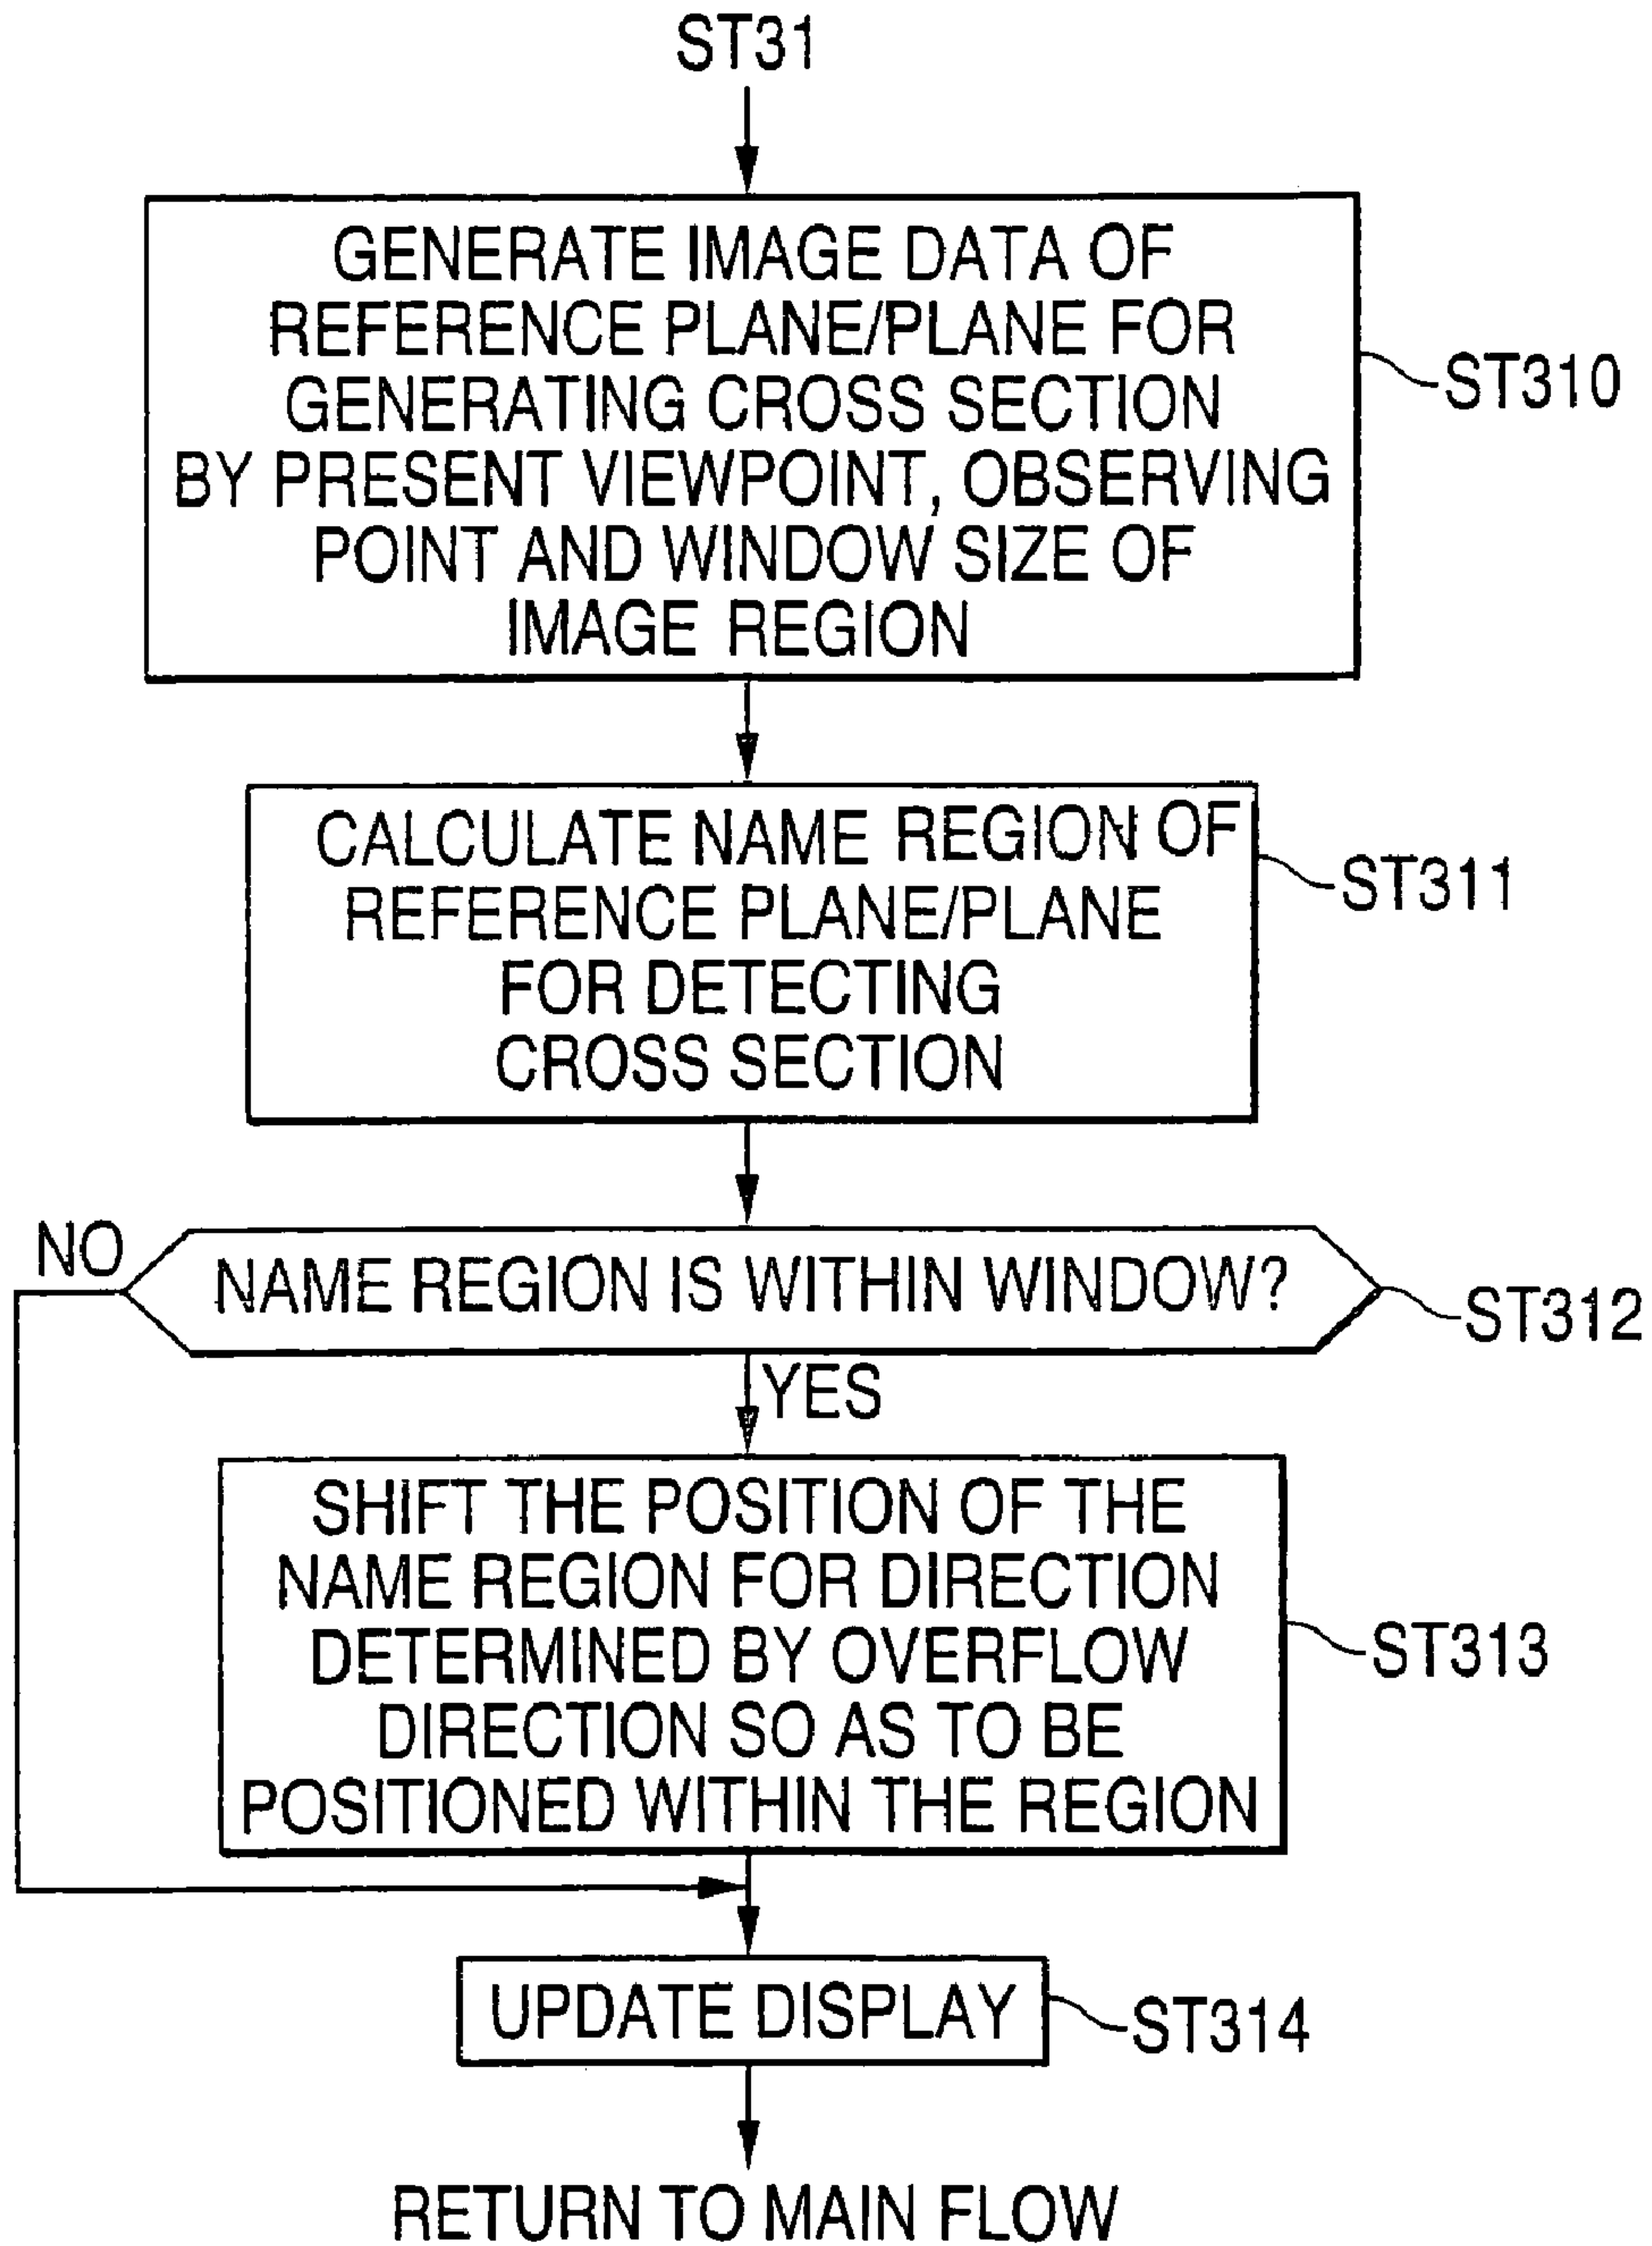 ST31
GENERATE IMAGE DATA OF
REFERENCE PLANE/PLANE FOR
GENERATING CROSS SECTION
BY PRESENT VIEWPOINT, OBSERVING
POINT AND WINDOW SIZE OF
IMAGE REGION
ST310
CALCULATE NAME REGION OF
REFERENCE PLANE/PLANE
FOR DETECTING
CROSS SECTION
ST311
NO
NAME REGION IS WITHIN WINDOW?
ST312
YES
SHIFT THE POSITION OF THE
NAME REGION FOR DIRECTION
DETERMINED BY OVERFLOW
DIRECTION SO AS TO BE
POSITIONED WITHIN THE REGION
ST313
UPDATE DISPLAY
ST314
RETURN TO MAIN FLOW